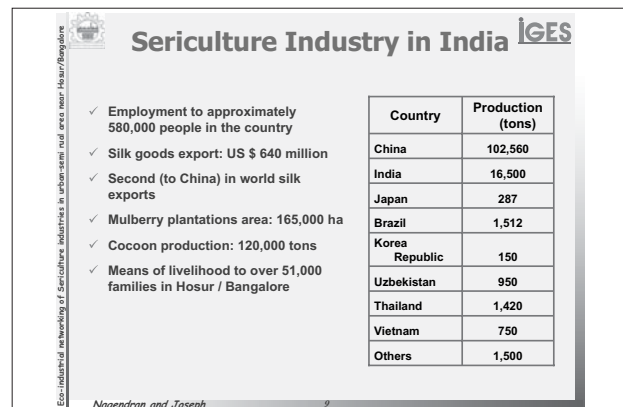 Sericulture Industry in India
IGES
Eco-industrial networking of Sericulture industries in urban-semi rual area near Hosur/Bangalore
✓ Employment to approximately
580,000 people in the country
✓ Silk goods export: US $ 640 million
✓ Second (to China) in world silk
exports
✓ Mulberry plantations area: 165,000 ha
✓ Cocoon production: 120,000 tons
✓ Means of livelihood to over 51,000
families in Hosur / Bangalore
Country Production
(tons)
China 102,560
India 16,500
Japan 287
Brazil 1,512
Korea
Republic 150
Uzbekistan 950
Thailand 1,420
Vietnam 750
Others 1,500
Nagendran and Joseph 9